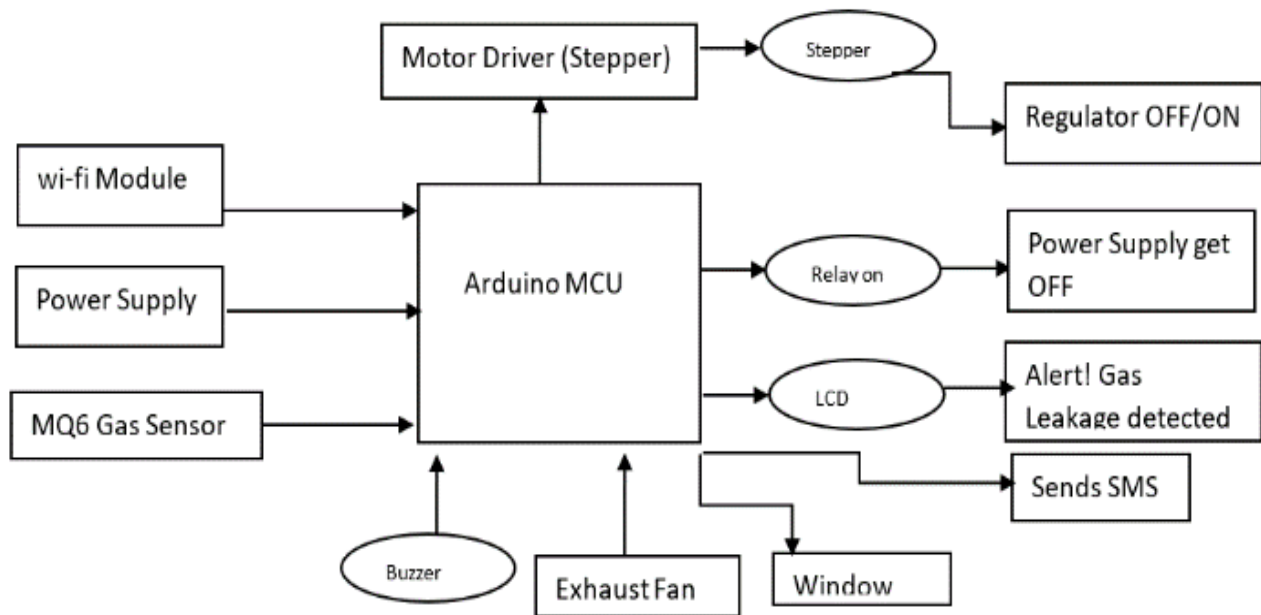 Motor Driver (Stepper)
Stepper
Regulator OFF/ON
wi-fi Module
Arduino MCU
Relay on
Power Supply get
OFF
Power Supply
LCD
Alert! Gas
Leakage detected
MQ6 Gas Sensor
Sends SMS
Buzzer
Exhaust Fan
Window